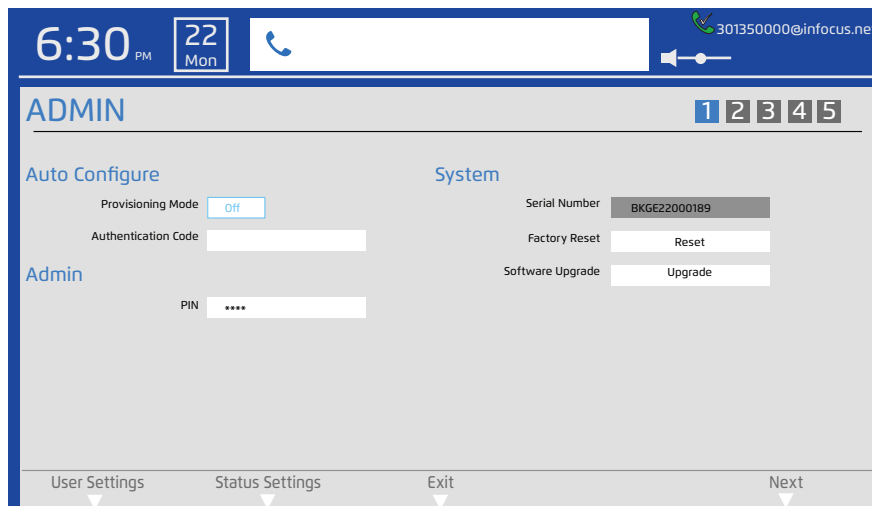 6:30 PM
22
Mon
301350000@infocus.ne
ADMIN
1 2 3 4 5
Auto Configure
Provisioning Mode Off
Authentication Code
Admin
PIN ****
System
Serial Number BKGE22000189
Factory Reset Reset
Software Upgrade Upgrade
User Settings Status Settings Exit Next